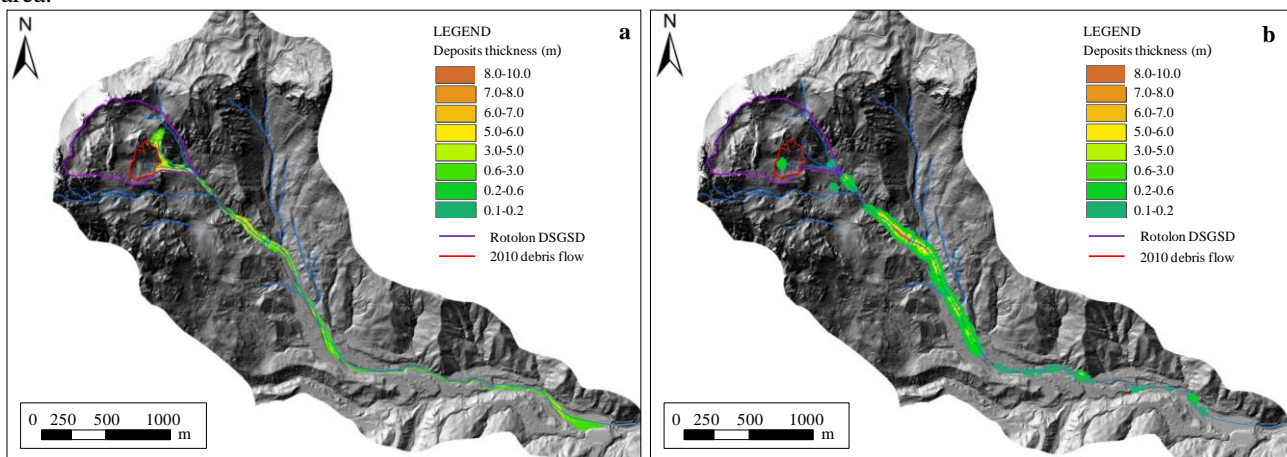 area.
N
LEGEND
a
Deposits thickness (m)
8.0-10.0
7.0-8.0
6.0-7.0
5.0-6.0
3.0-5.0
0.6-3.0
0.2-0.6
0.1-0.2
Rotolon DSGSD
2010 debris flow
0 250 500 1000
m
N
LEGEND
b
Deposits thickness (m)
8.0-10.0
7.0-8.0
6.0-7.0
5.0-6.0
3.0-5.0
0.6-3.0
0.2-0.6
0.1-0.2
Rotolon DSGSD
2010 debris flow
0 250 500 1000
m